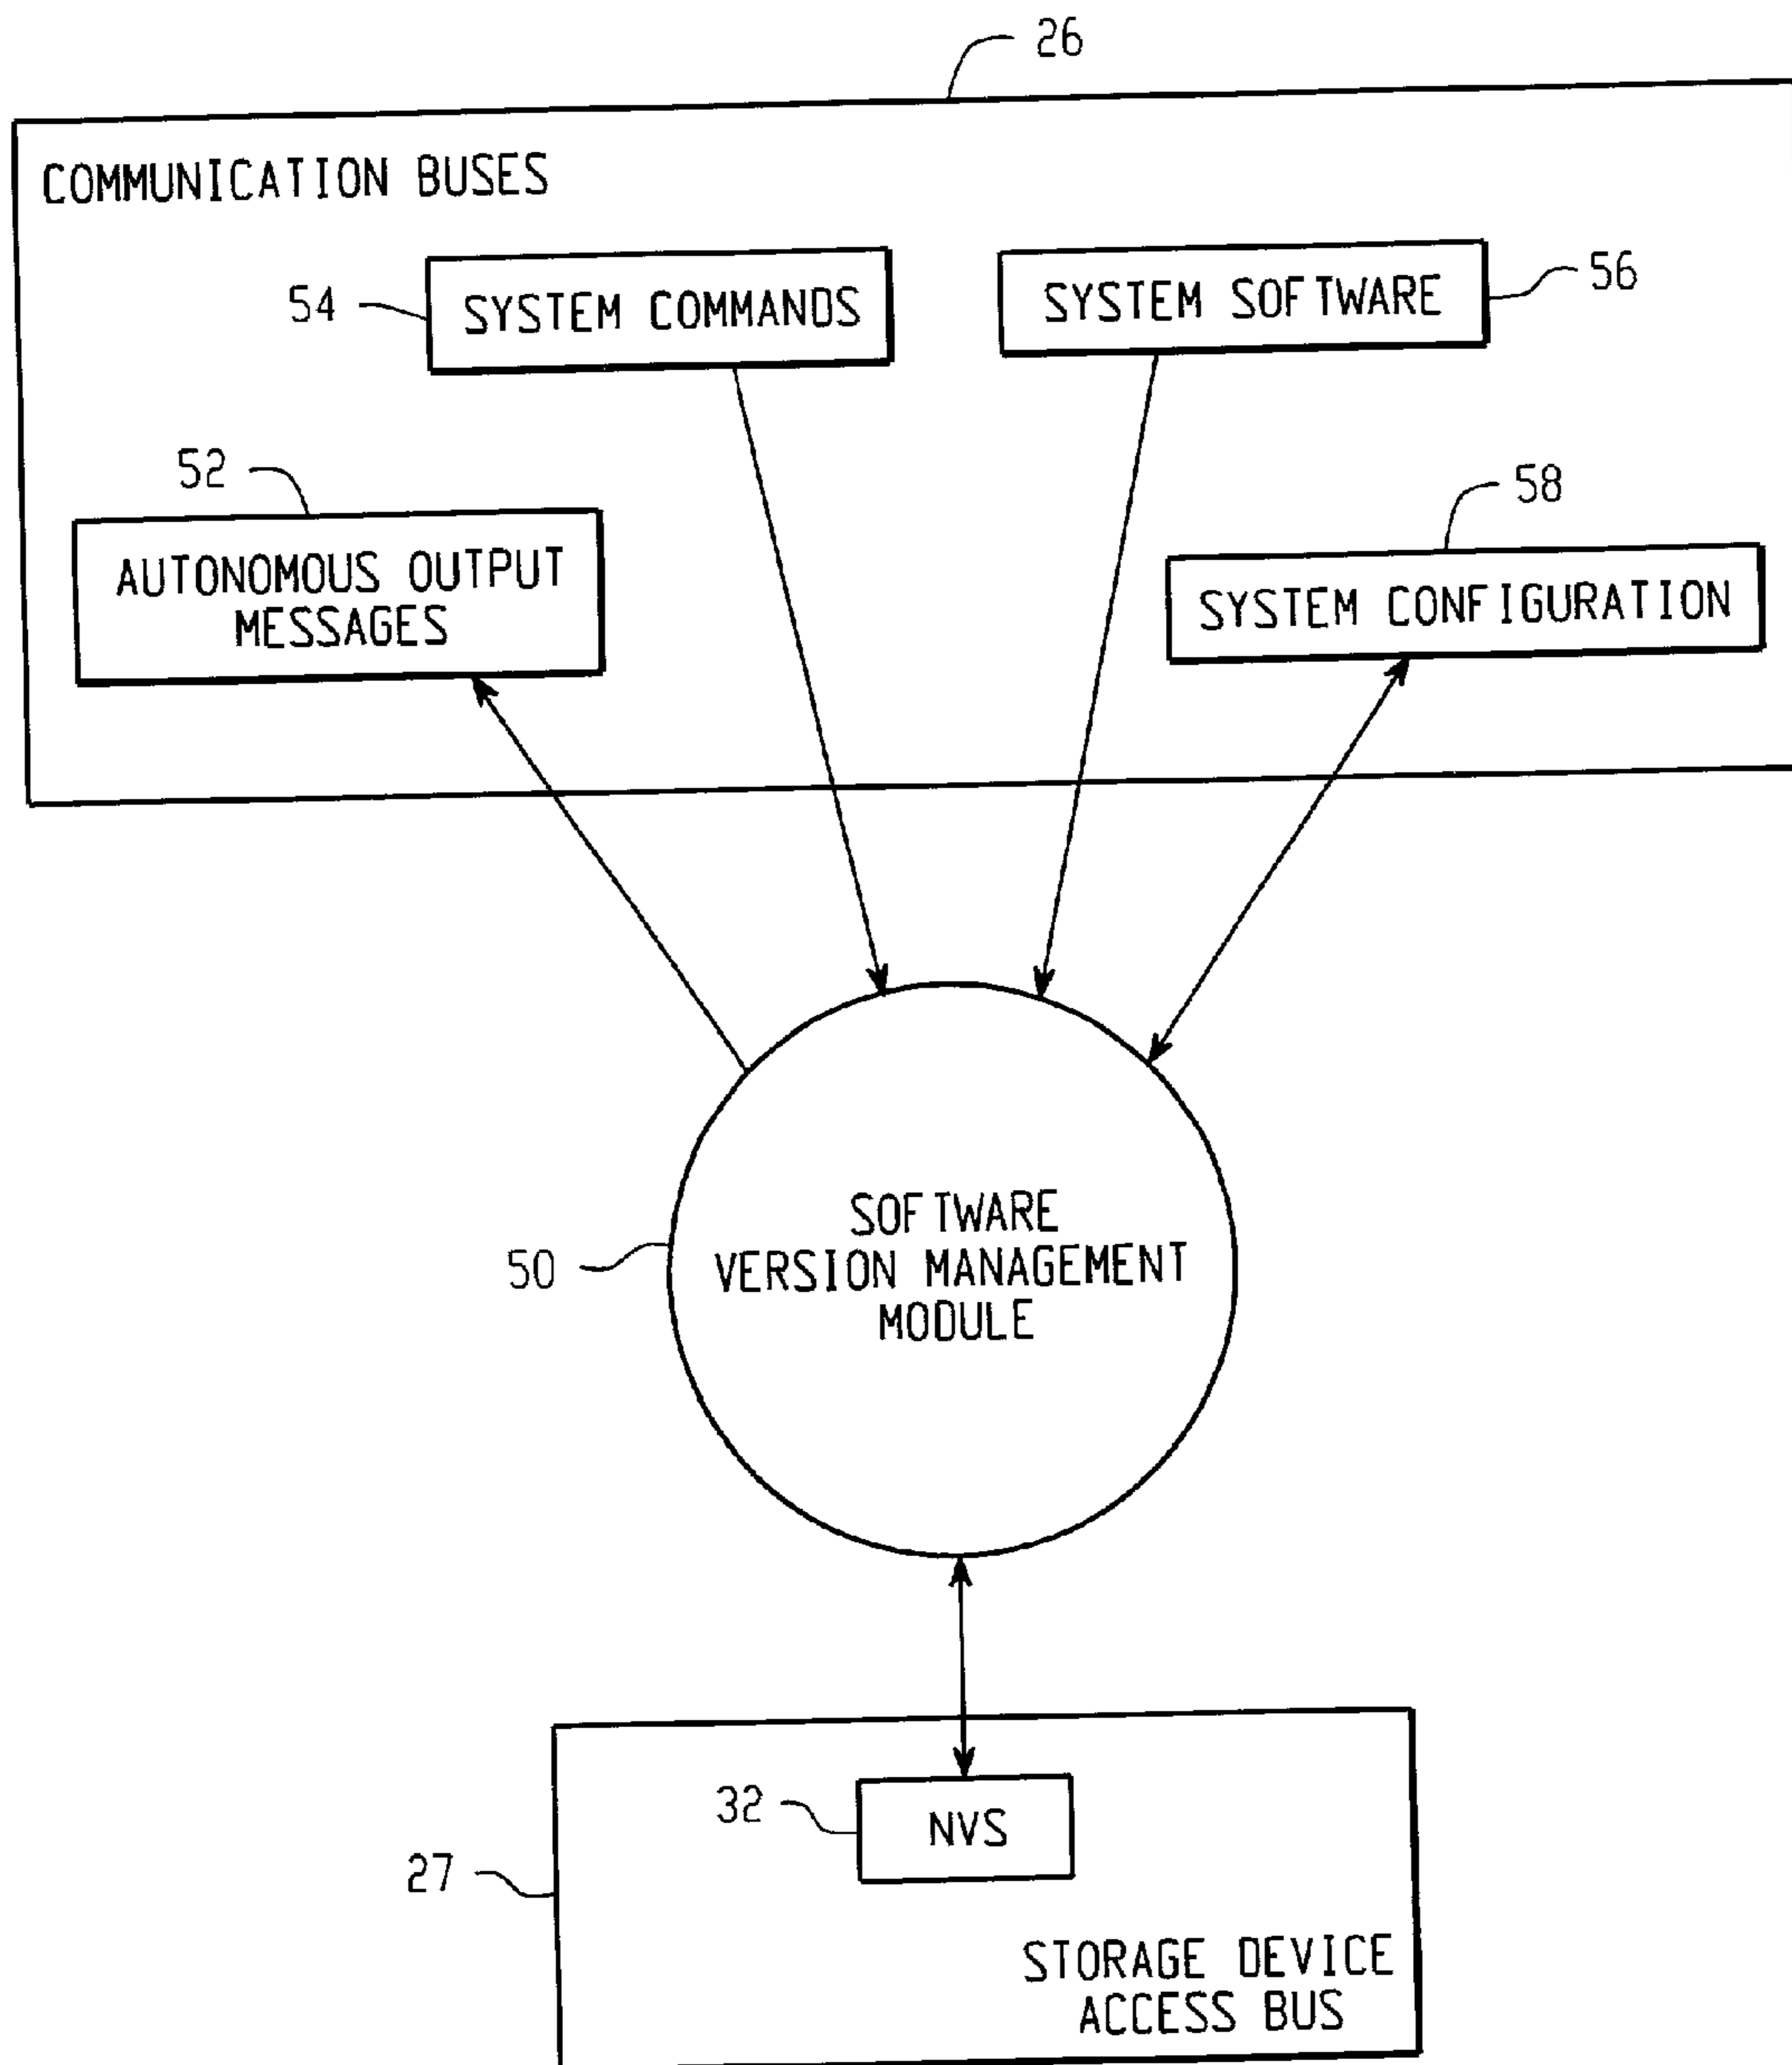 26
COMMUNICATION BUSES
54
SYSTEM COMMANDS
SYSTEM SOFTWARE
56
52
AUTONOMOUS OUTPUT
MESSAGES
58
SYSTEM CONFIGURATION
50
SOFTWARE
VERSION MANAGEMENT
MODULE
32
NVS
27
STORAGE DEVICE
ACCESS BUS